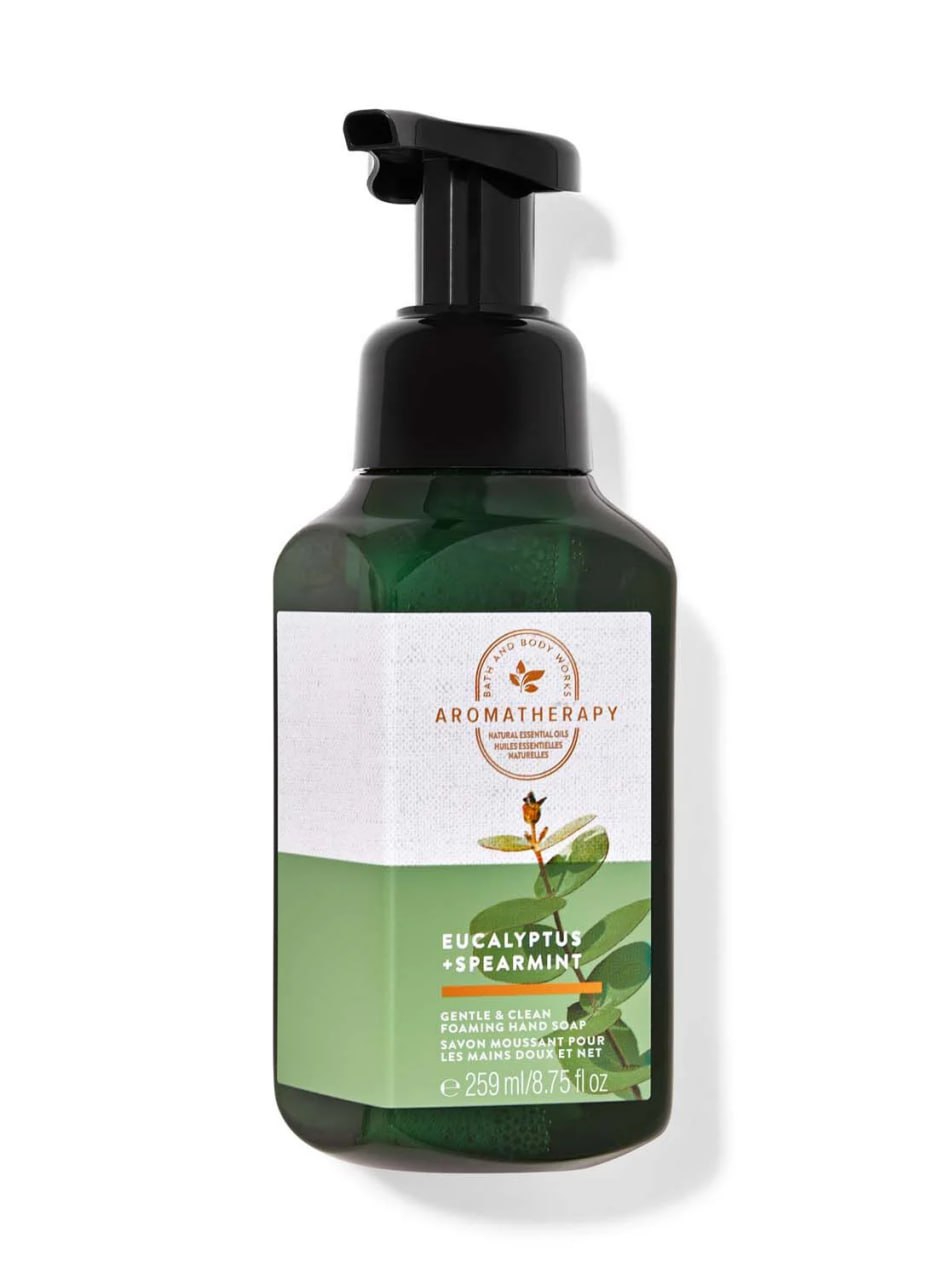 BATH AND BODY WORKS
AROMATHERAPY
NATURAL ESSENTIAL OILS
HUILES ESSENTIELLES
NATURELLES
EUCALYPTUS
+SPEARMINT
GENTLE & CLEAN
FOAMING HAND SOAP
SAVON MOUSSANT POUR
LES MAINS DOUX ET NET
℮ 259 ml/8.75 fl oz